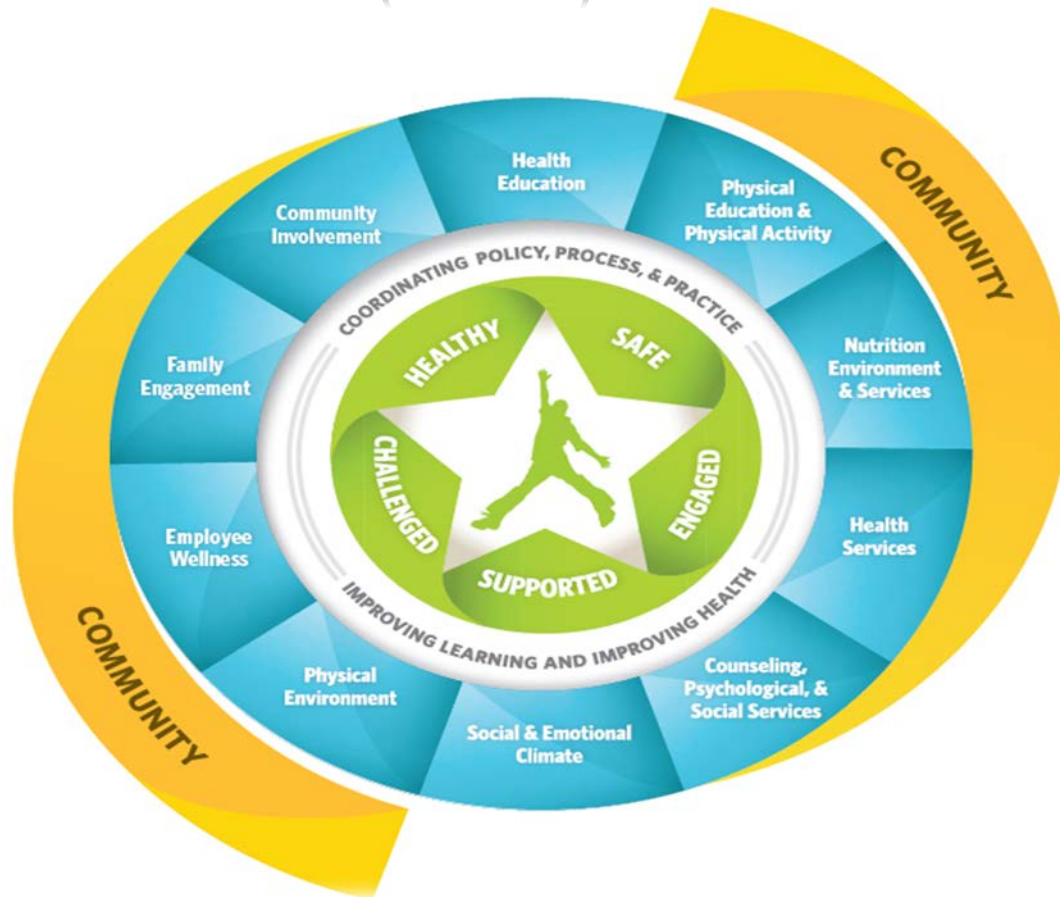 COMMUNITY
Health
Education
Physical
Education &
Physical Activity
Nutrition
Environment
& Services
Health
Services
Counseling,
Psychological, &
Social Services
Social & Emotional
Climate
Physical
Environment
Employee
Wellness
Family
Engagement
Community
Involvement
COORDINATING POLICY, PROCESS, & PRACTICE
IMPROVING LEARNING AND IMPROVING HEALTH
HEALTHY
SAFE
ENGAGED
SUPPORTED
CHALLENGED
COMMUNITY